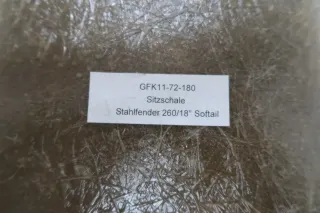 GFK11-72-180
Sitzschale
Stahlfender 260/18" Softail